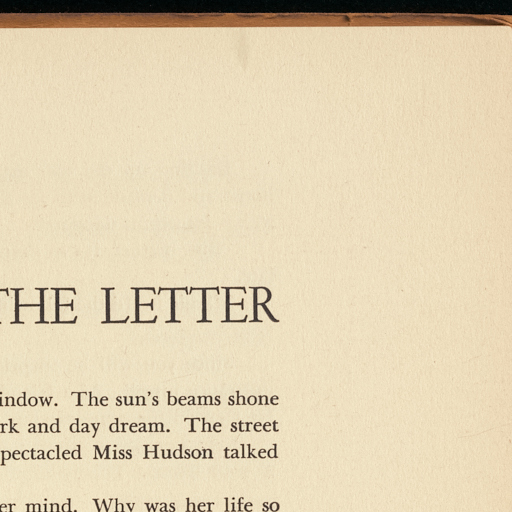 THE LETTER
indow. The sun's beams shone
rk and day dream. The street
pectacled Miss Hudson talked
er mind. Why was her life so